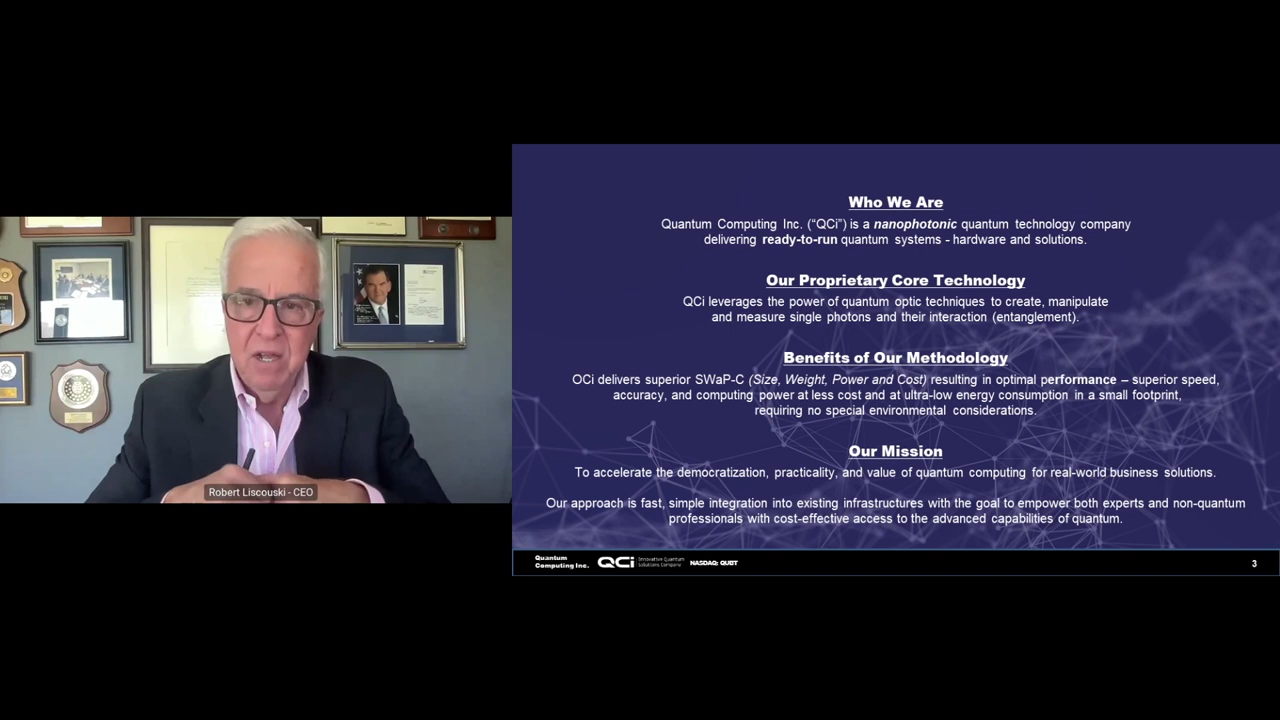 Robert Liscouski - CEO
Who We Are
Quantum Computing Inc. ("QCi") is a nanophotonic quantum technology company
delivering ready-to-run quantum systems - hardware and solutions.
Our Proprietary Core Technology
QCi leverages the power of quantum optic techniques to create, manipulate
and measure single photons and their interaction (entanglement).
Benefits of Our Methodology
QCi delivers superior SWaP-C (Size, Weight, Power and Cost) resulting in optimal performance – superior speed,
accuracy, and computing power at less cost and at ultra-low energy consumption in a small footprint,
requiring no special environmental considerations.
Our Mission
To accelerate the democratization, practicality, and value of quantum computing for real-world business solutions.
Our approach is fast, simple integration into existing infrastructures with the goal to empower both experts and non-quantum
professionals with cost-effective access to the advanced capabilities of quantum.
Quantum
Computing Inc.
QCi
Innovative Quantum
Solutions Company
NASDAQ: QUBT
3